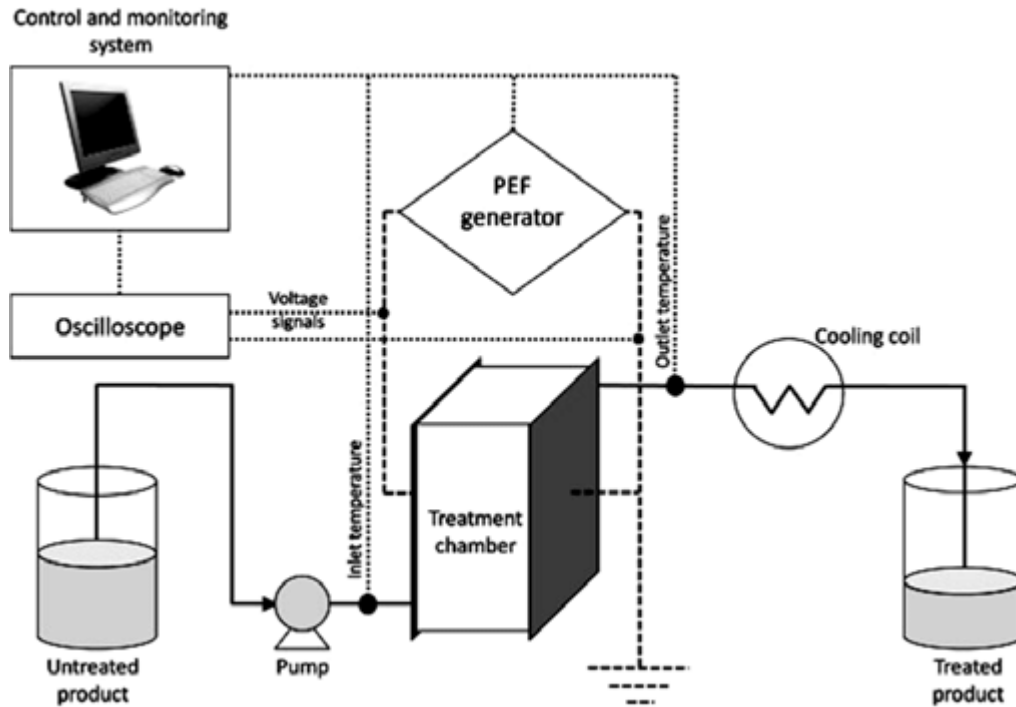 Control and monitoring
system
PEF
generator
Oscilloscope
Voltage
signals
Outlet temperature
Cooling coil
Inlet temperature
Treatment
chamber
Untreated
product
Pump
Treated
product